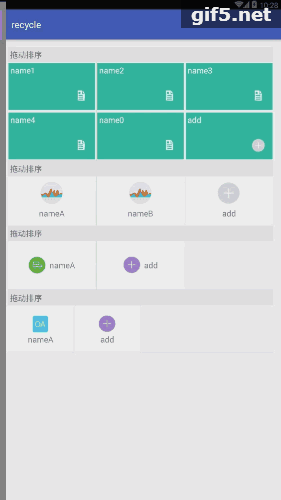 10:28
gif5.net
recycle
拖动排序
name1 name2 name3
name4 name0 add
拖动排序
nameA nameB add
拖动排序
nameA add
拖动排序
OA
nameA add